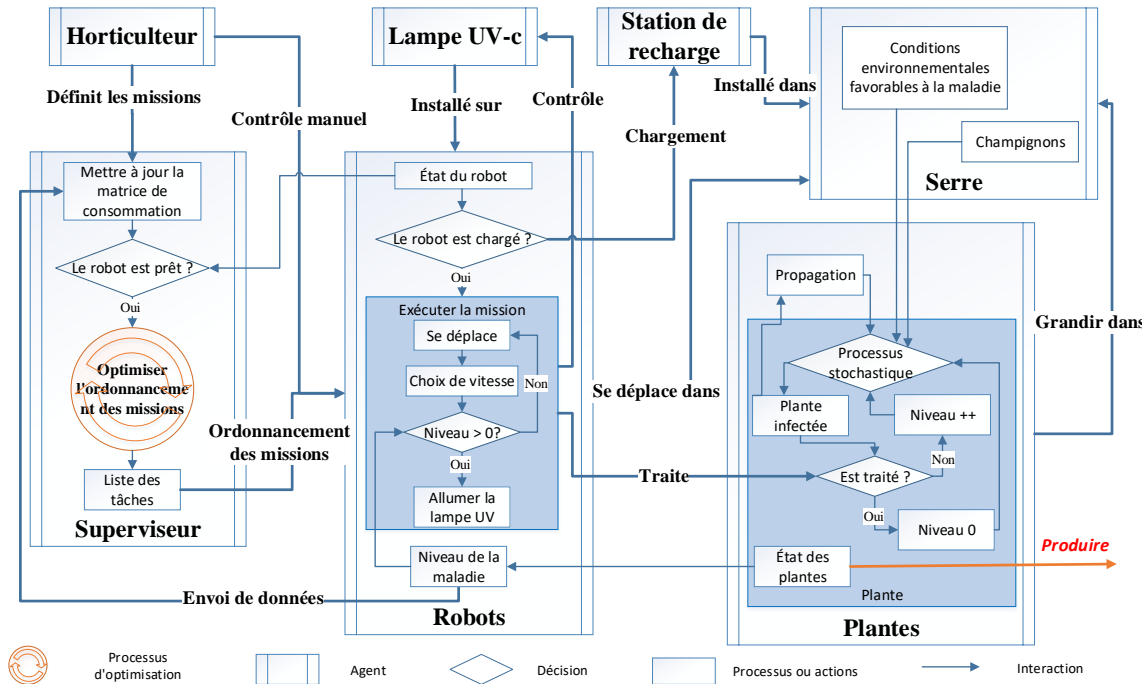 Horticulteur
Lampe UV-c
Station de
recharge
Conditions
environnementales
favorables à la maladie
Champignons
Serre
Définit les missions
Contrôle manuel
Installé sur
Contrôle
Chargement
Installé dans
Mettre à jour la
matrice de
consommation
Le robot est prêt ?
Oui
Optimiser
l'ordonnanceme
nt des missions
Liste des
tâches
Superviseur
Ordonnancement
des missions
Envoi de données
État du robot
Le robot est chargé ?
Oui
Exécuter la mission
Se déplace
Choix de vitesse
Non
Niveau > 0?
Oui
Allumer la
lampe UV
Niveau de la
maladie
Robots
Se déplace dans
Traite
Grandir dans
Propagation
Processus
stochastique
Plante
infectée
Niveau ++
Non
Est traité ?
Oui
Niveau 0
État des
plantes
Plante
Plantes
Produire
Processus
d'optimisation
Agent
Décision
Processus ou actions
Interaction